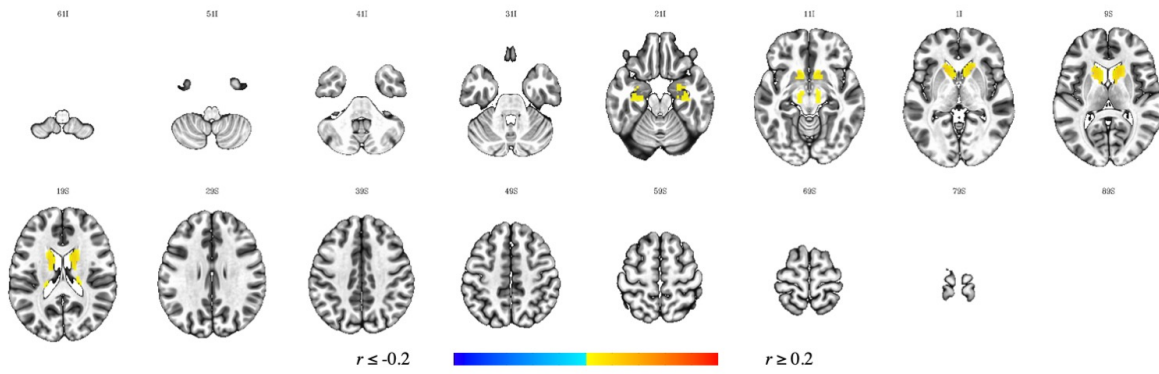 61I 51I 41I 31I 21I 11I 1I 9S
19S 29S 39S 49S 59S 69S 79S 89S
r ≤ -0.2 r ≥ 0.2